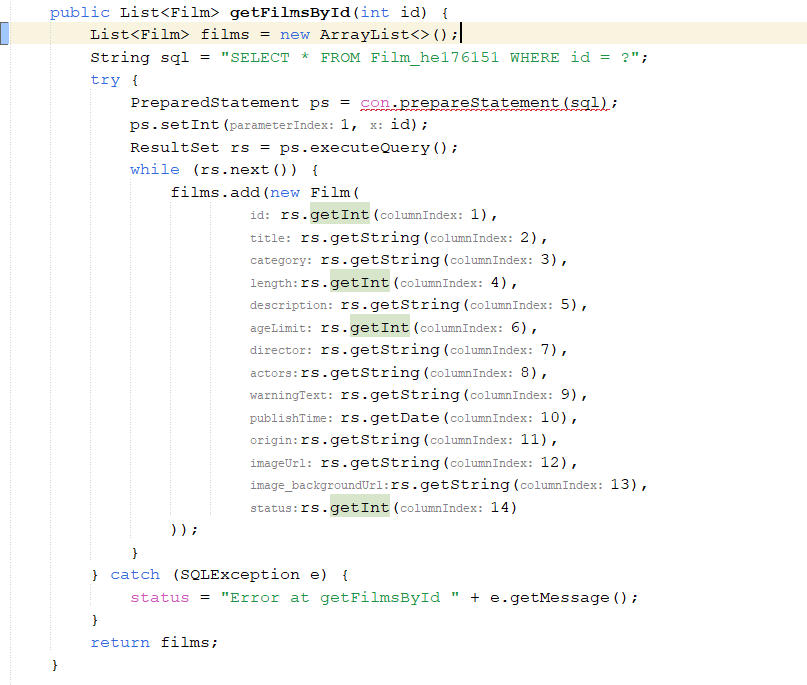 public List<Film> getFilmsById(int id) {
List<Film> films = new ArrayList<>();
String sql = "SELECT * FROM Film_he176151 WHERE id = ?";
try {
PreparedStatement ps = con.prepareStatement(sql);
ps.setInt(parameterIndex: 1, x: id);
ResultSet rs = ps.executeQuery();
while (rs.next()) {
films.add(new Film(
id: rs.getInt(columnIndex: 1),
title: rs.getString(columnIndex: 2),
category: rs.getString(columnIndex: 3),
length: rs.getInt(columnIndex: 4),
description: rs.getString(columnIndex: 5),
ageLimit: rs.getInt(columnIndex: 6),
director: rs.getString(columnIndex: 7),
actors: rs.getString(columnIndex: 8),
warningText: rs.getString(columnIndex: 9),
publishTime: rs.getDate(columnIndex: 10),
origin: rs.getString(columnIndex: 11),
imageUrl: rs.getString(columnIndex: 12),
image_backgroundUrl: rs.getString(columnIndex: 13),
status: rs.getInt(columnIndex: 14)
));
}
} catch (SQLException e) {
status = "Error at getFilmsById " + e.getMessage();
}
return films;
}